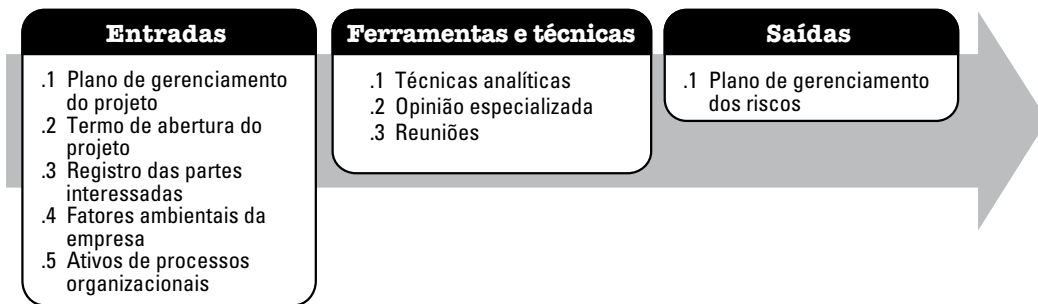 Entradas
.1 Plano de gerenciamento
do projeto
.2 Termo de abertura do
projeto
.3 Registro das partes
interessadas
.4 Fatores ambientais da
empresa
.5 Ativos de processos
organizacionais
Ferramentas e técnicas
.1 Técnicas analíticas
.2 Opinião especializada
.3 Reuniões
Saídas
.1 Plano de gerenciamento
dos riscos